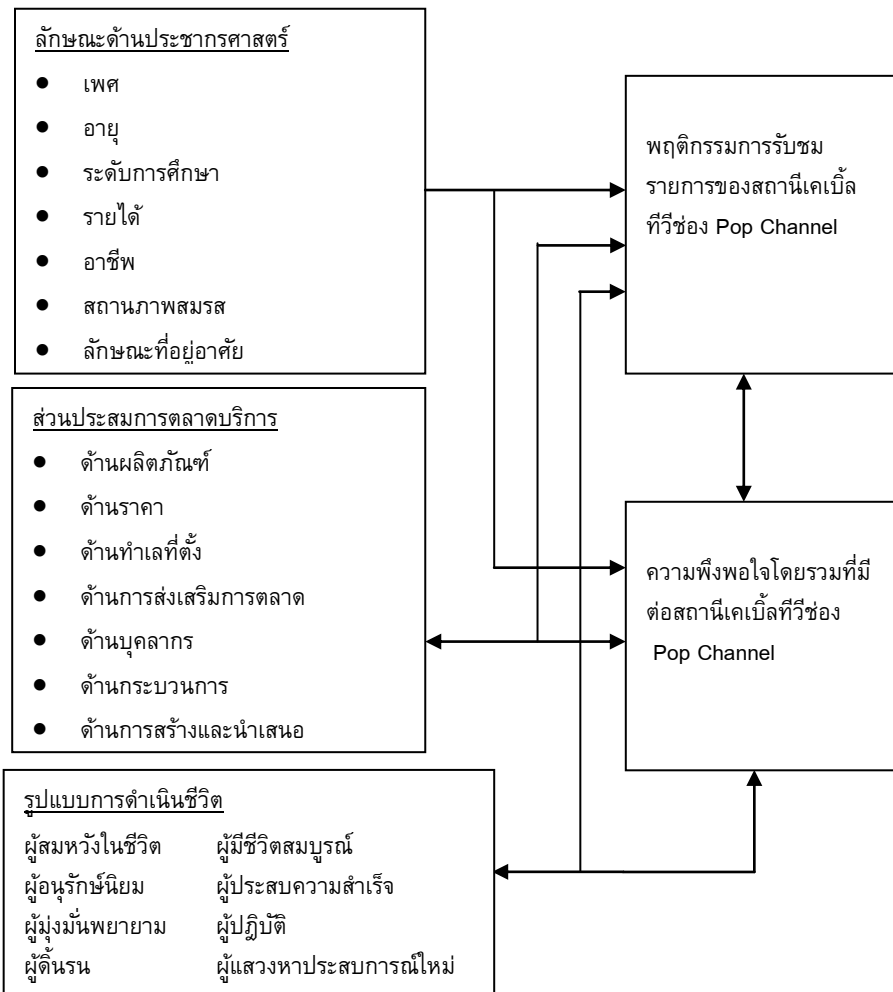 ลักษณะด้านประชากรศาสตร์
● เพศ
● อายุ
● ระดับการศึกษา
● รายได้
● อาชีพ
● สถานภาพสมรส
● ลักษณะที่อยู่อาศัย
พฤติกรรมการรับชม
รายการของสถานีเคเบิ้ล
ทีวีช่อง Pop Channel
ส่วนประสมการตลาดบริการ
● ด้านผลิตภัณฑ์
● ด้านราคา
● ด้านทำเลที่ตั้ง
● ด้านการส่งเสริมการตลาด
● ด้านบุคลากร
● ด้านกระบวนการ
● ด้านการสร้างและนำเสนอ
ความพึงพอใจโดยรวมที่มี
ต่อสถานีเคเบิ้ลทีวีช่อง
Pop Channel
รูปแบบการดำเนินชีวิต
ผู้สมหวังในชีวิต ผู้มีชีวิตสมบูรณ์
ผู้อนุรักษ์นิยม ผู้ประสบความสำเร็จ
ผู้มุ่งมั่นพยายาม ผู้ปฎิบัติ
ผู้ดิ้นรน ผู้แสวงหาประสบการณ์ใหม่